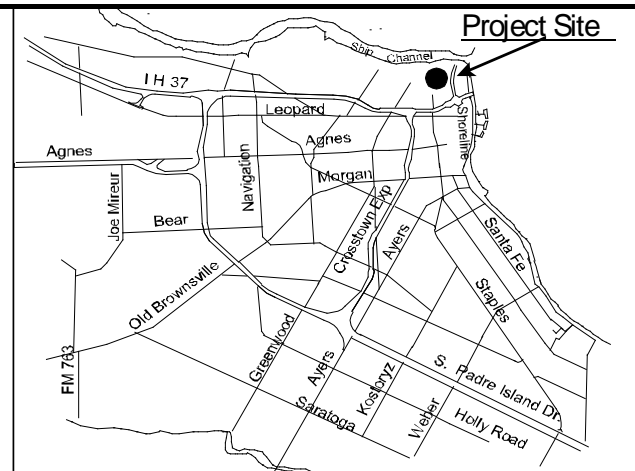 Project Site
Ship Channel
I H 37
Leopard
Shoreline
Agnes
Agnes
Morgan
Navigation
Joe Mireur
Bear
Crosstown Exp
Ayers
Santa Fe
Staples
Old Brownsville
FM 763
Greenwood
Ayers
Kostoryz
S. Padre Island Dr.
Saratoga
Weber
Holly Road